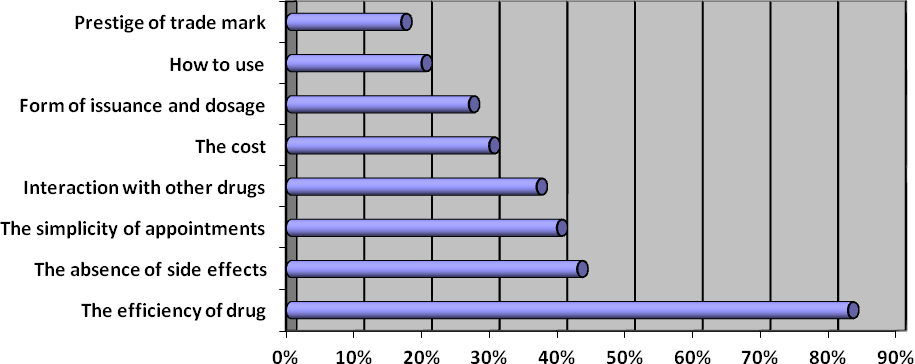 Prestige of trade mark
How to use
Form of issuance and dosage
The cost
Interaction with other drugs
The simplicity of appointments
The absence of side effects
The efficiency of drug
0% 10% 20% 30% 40% 50% 60% 70% 80% 90%